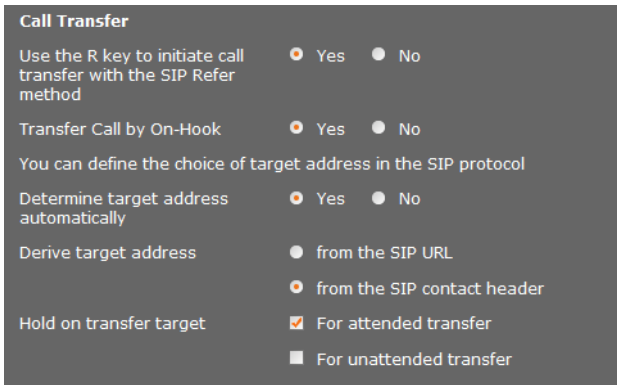 Call Transfer
Use the R key to initiate call Yes No
transfer with the SIP Refer
method
Transfer Call by On-Hook Yes No
You can define the choice of target address in the SIP protocol
Determine target address Yes No
automatically
Derive target address from the SIP URL
from the SIP contact header
Hold on transfer target For attended transfer
For unattended transfer